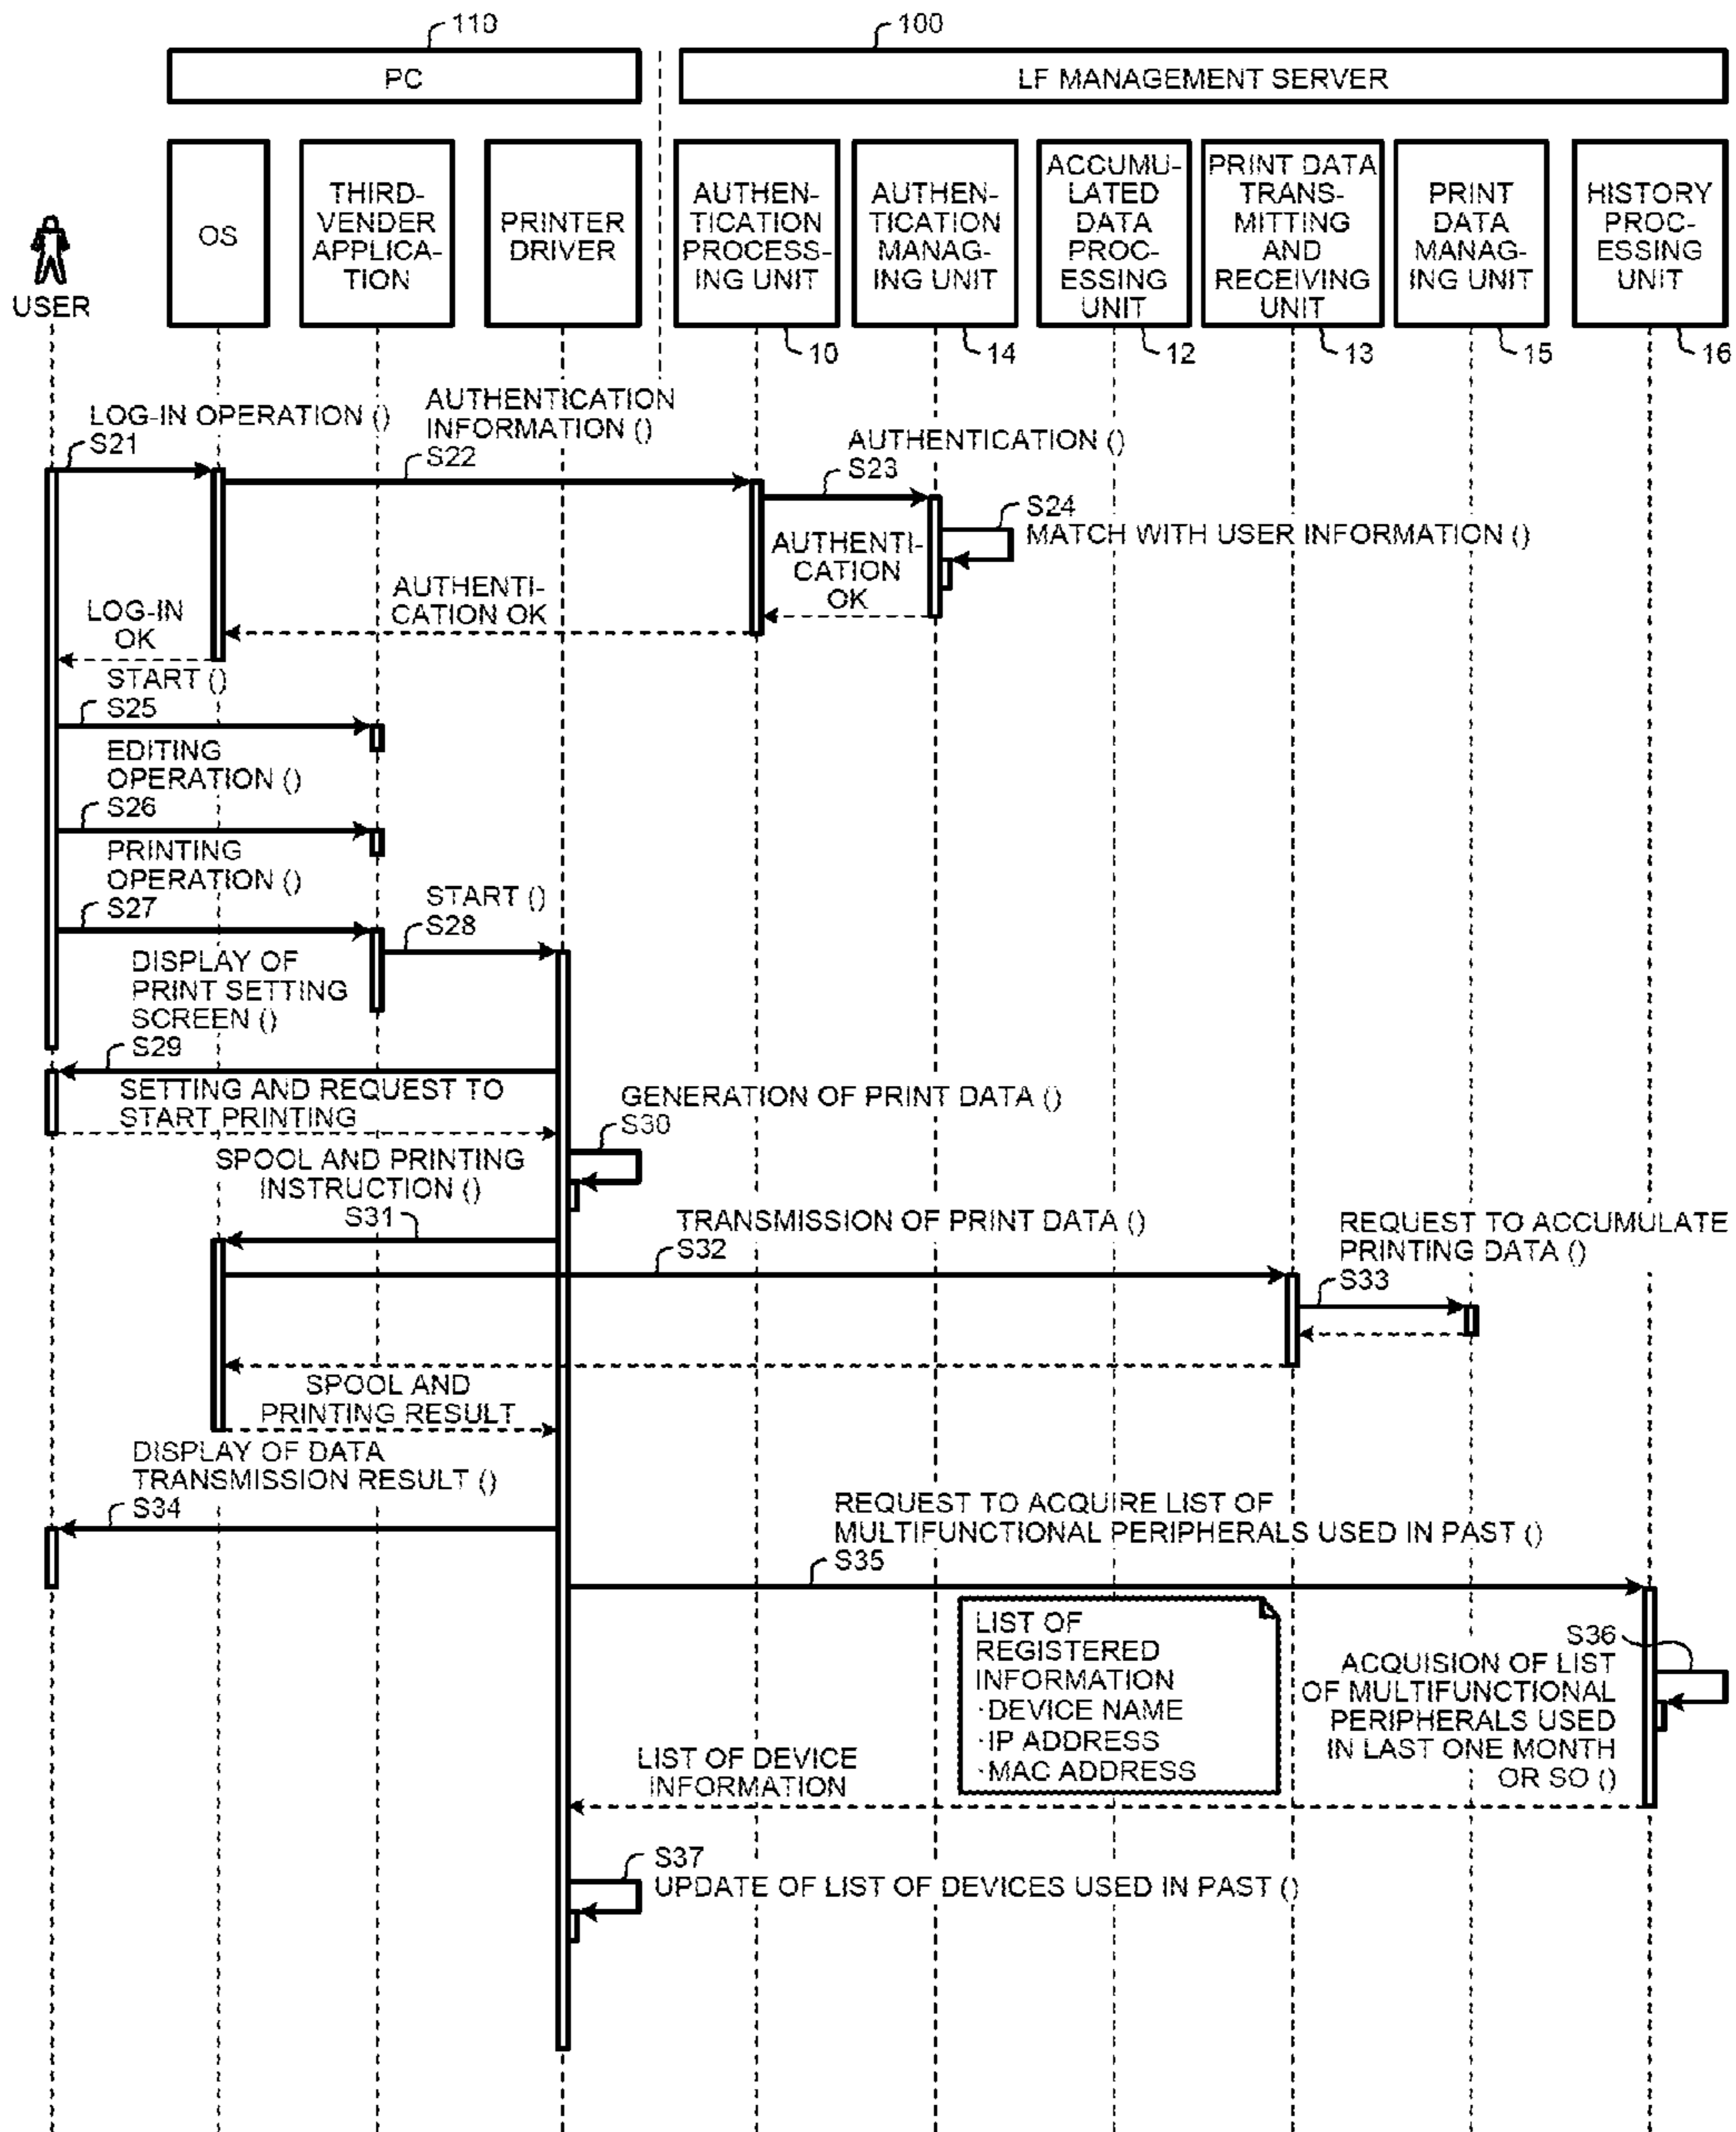 110
100
PC
LF MANAGEMENT SERVER
USER
OS
THIRD-
VENDER
APPLICA-
TION
PRINTER
DRIVER
AUTHEN-
TICATION
PROCESS-
ING UNIT
AUTHEN-
TICATION
MANAG-
ING UNIT
ACCUMU-
LATED
DATA
PROC-
ESSING
UNIT
PRINT DATA
TRANS-
MITTING
AND
RECEIVING
UNIT
PRINT
DATA
MANAG-
ING UNIT
HISTORY
PROC-
ESSING
UNIT
10
14
12
13
15
16
LOG-IN OPERATION ()
S21
AUTHENTICATION
INFORMATION ()
S22
AUTHENTICATION ()
S23
S24
MATCH WITH USER INFORMATION ()
AUTHENTI-
CATION
OK
AUTHENTI-
CATION OK
LOG-IN
OK
START ()
S25
EDITING
OPERATION ()
S26
PRINTING
OPERATION ()
S27
START ()
S28
DISPLAY OF
PRINT SETTING
SCREEN ()
S29
SETTING AND REQUEST TO
START PRINTING
GENERATION OF PRINT DATA ()
S30
SPOOL AND PRINTING
INSTRUCTION ()
S31
TRANSMISSION OF PRINT DATA ()
S32
REQUEST TO ACCUMULATE
PRINTING DATA ()
S33
SPOOL AND
PRINTING RESULT
DISPLAY OF DATA
TRANSMISSION RESULT ()
S34
REQUEST TO ACQUIRE LIST OF
MULTIFUNCTIONAL PERIPHERALS USED IN PAST ()
S35
LIST OF
REGISTERED
INFORMATION
·DEVICE NAME
·IP ADDRESS
·MAC ADDRESS
S36
ACQUISION OF LIST
OF MULTIFUNCTIONAL
PERIPHERALS USED
IN LAST ONE MONTH
OR SO ()
LIST OF DEVICE
INFORMATION
S37
UPDATE OF LIST OF DEVICES USED IN PAST ()